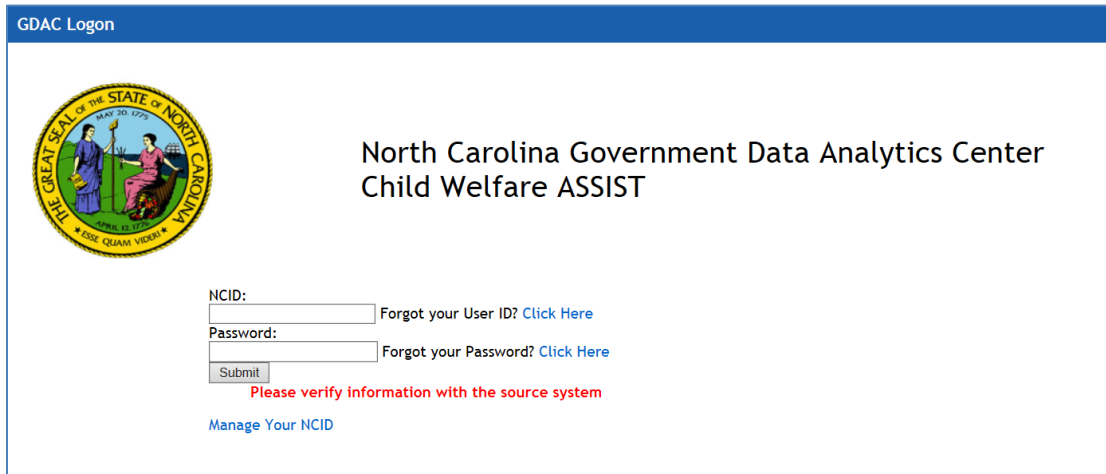 GDAC Logon
THE GREAT SEAL OF THE STATE OF NORTH CAROLINA
MAY 20. 1775
APRIL 12. 1776
★ ESSE QUAM VIDERI ★
North Carolina Government Data Analytics Center
Child Welfare ASSIST
NCID:
Forgot your User ID? Click Here
Password:
Forgot your Password? Click Here
Submit
Please verify information with the source system
Manage Your NCID